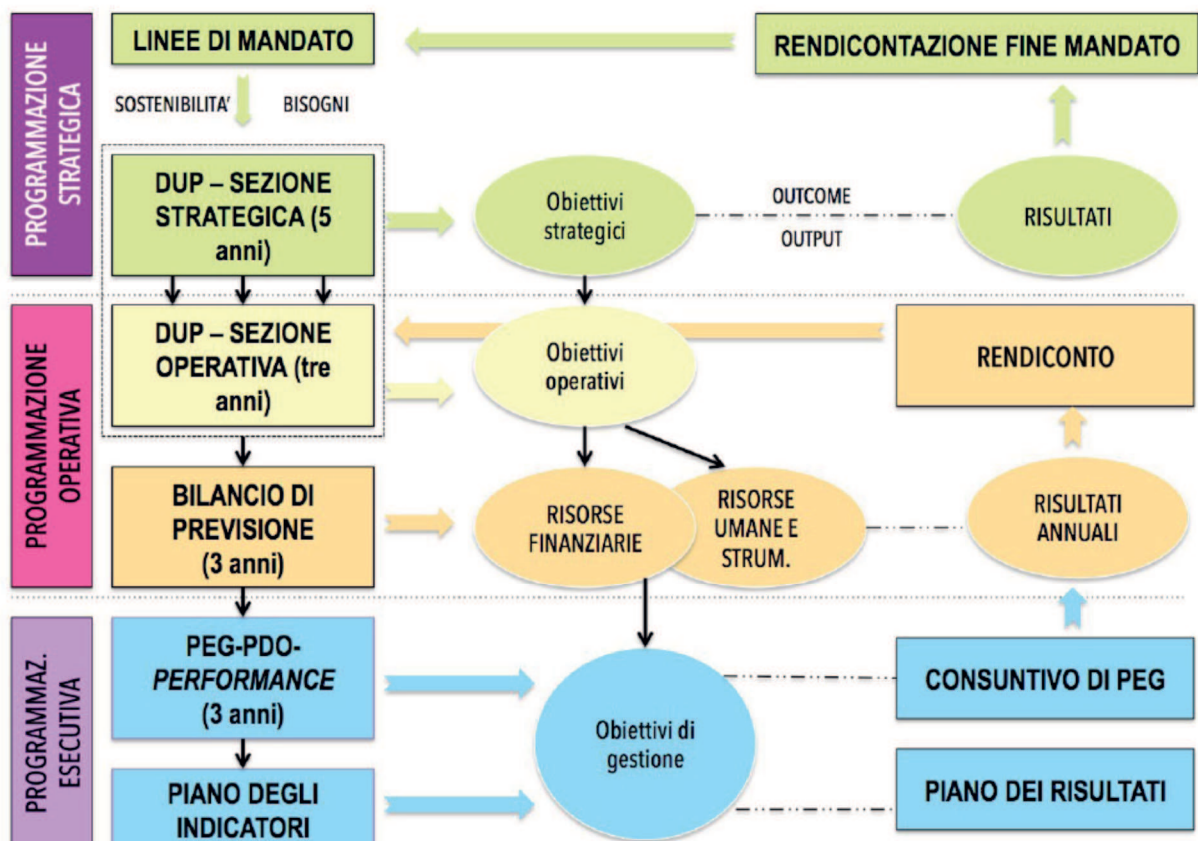 PROGRAMMAZIONE
STRATEGICA
LINEE DI MANDATO
RENDICONTAZIONE FINE MANDATO
SOSTENIBILITA’
BISOGNI
DUP – SEZIONE
STRATEGICA (5
anni)
Obiettivi
strategici
OUTCOME
OUTPUT
RISULTATI
PROGRAMMAZIONE
OPERATIVA
DUP – SEZIONE
OPERATIVA (tre
anni)
Obiettivi
operativi
RENDICONTO
BILANCIO DI
PREVISIONE
(3 anni)
RISORSE
FINANZIARIE
RISORSE
UMANE E
STRUM.
RISULTATI
ANNUALI
PROGRAMMAZ.
ESECUTIVA
PEG-PDO-
PERFORMANCE
(3 anni)
Obiettivi di
gestione
CONSUNTIVO DI PEG
PIANO DEGLI
INDICATORI
PIANO DEI RISULTATI